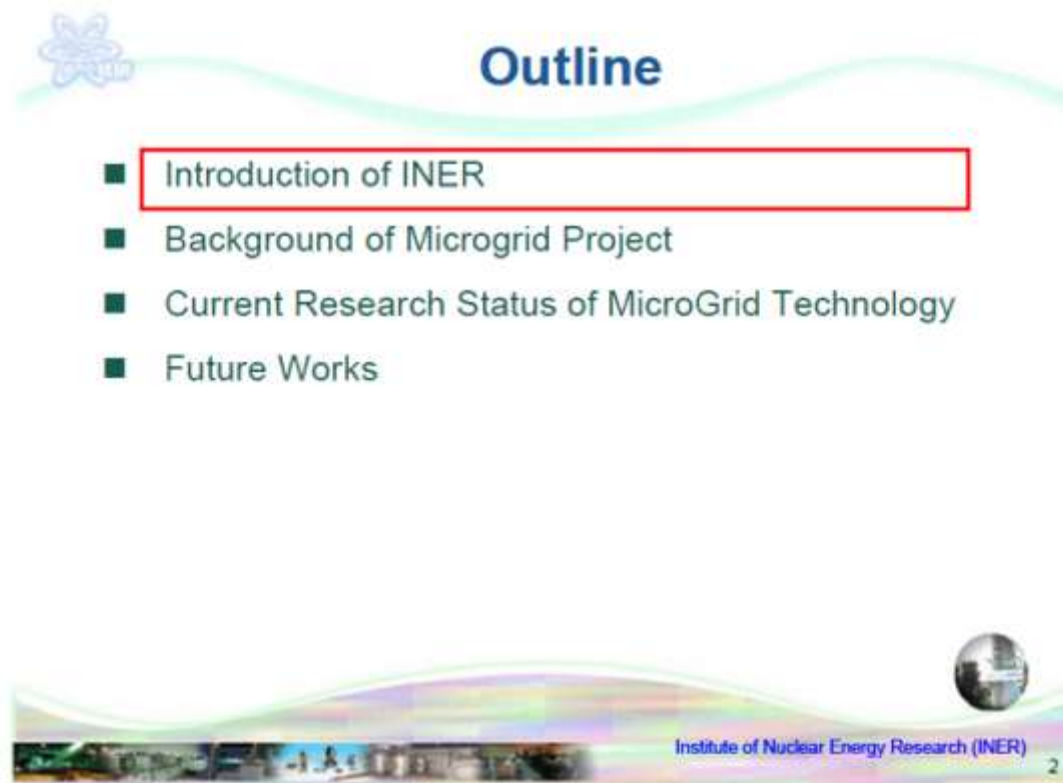 Outline
Introduction of INER
Background of Microgrid Project
Current Research Status of MicroGrid Technology
Future Works
Institute of Nuclear Energy Research (INER)
2